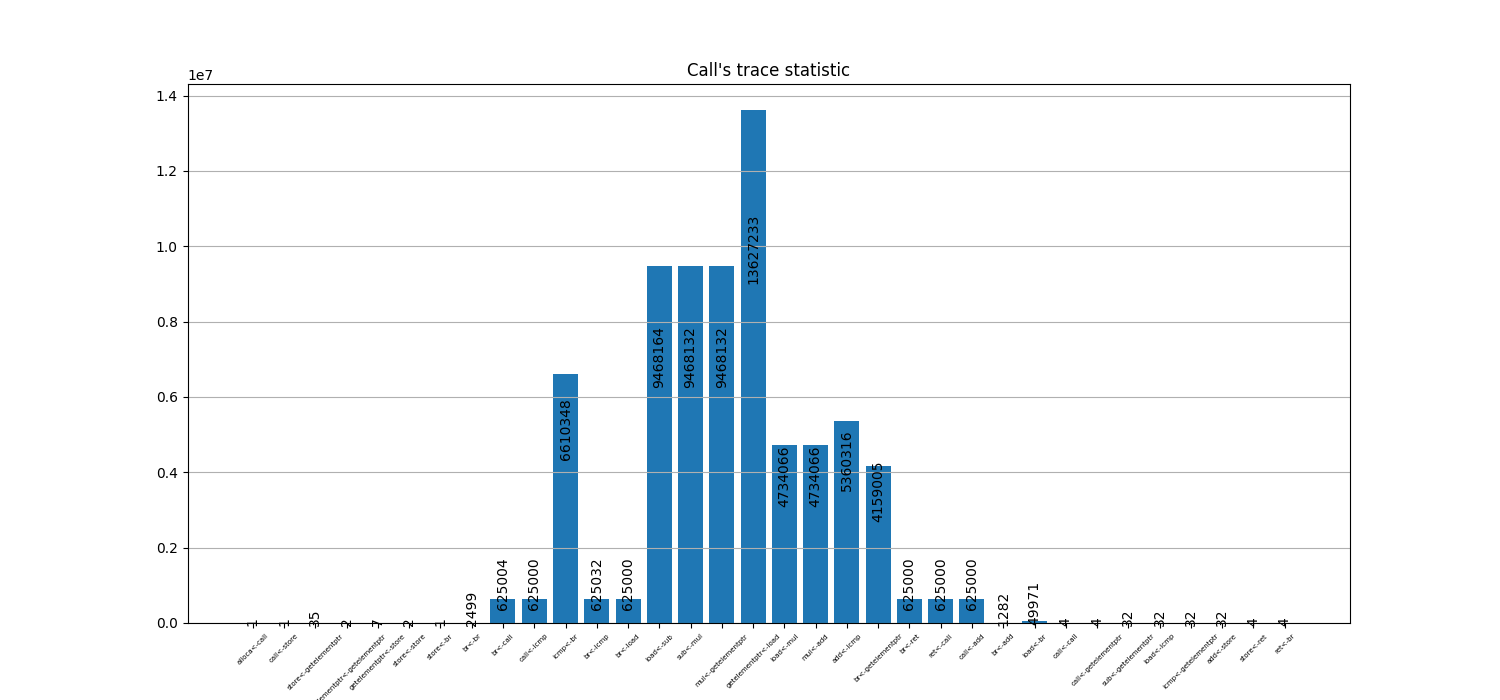 Call's trace statistic
1e7
1.4
1.2
1.0
0.8
0.6
0.4
0.2
0.0
1
1
35
2
7
2
1
2499
625004
625000
6610348
625032
625000
9468164
9468132
9468132
13627233
4734066
4734066
5360316
4159005
625000
625000
625000
1282
49971
4
4
32
32
32
32
4
4
alloca<-call
call<-store
store<-getelementptr
lementptr<-getelementptr
getelementptr<-store
store<-store
store<-br
br<-br
br<-call
call<-icmp
icmp<-br
br<-icmp
br<-load
load<-sub
sub<-mul
mul<-getelementptr
getelementptr<-load
load<-mul
mul<-add
add<-icmp
br<-getelementptr
br<-ret
ret<-call
call<-add
br<-add
load<-br
call<-call
call<-getelementptr
sub<-getelementptr
load<-icmp
icmp<-getelementptr
add<-store
store<-ret
ret<-br